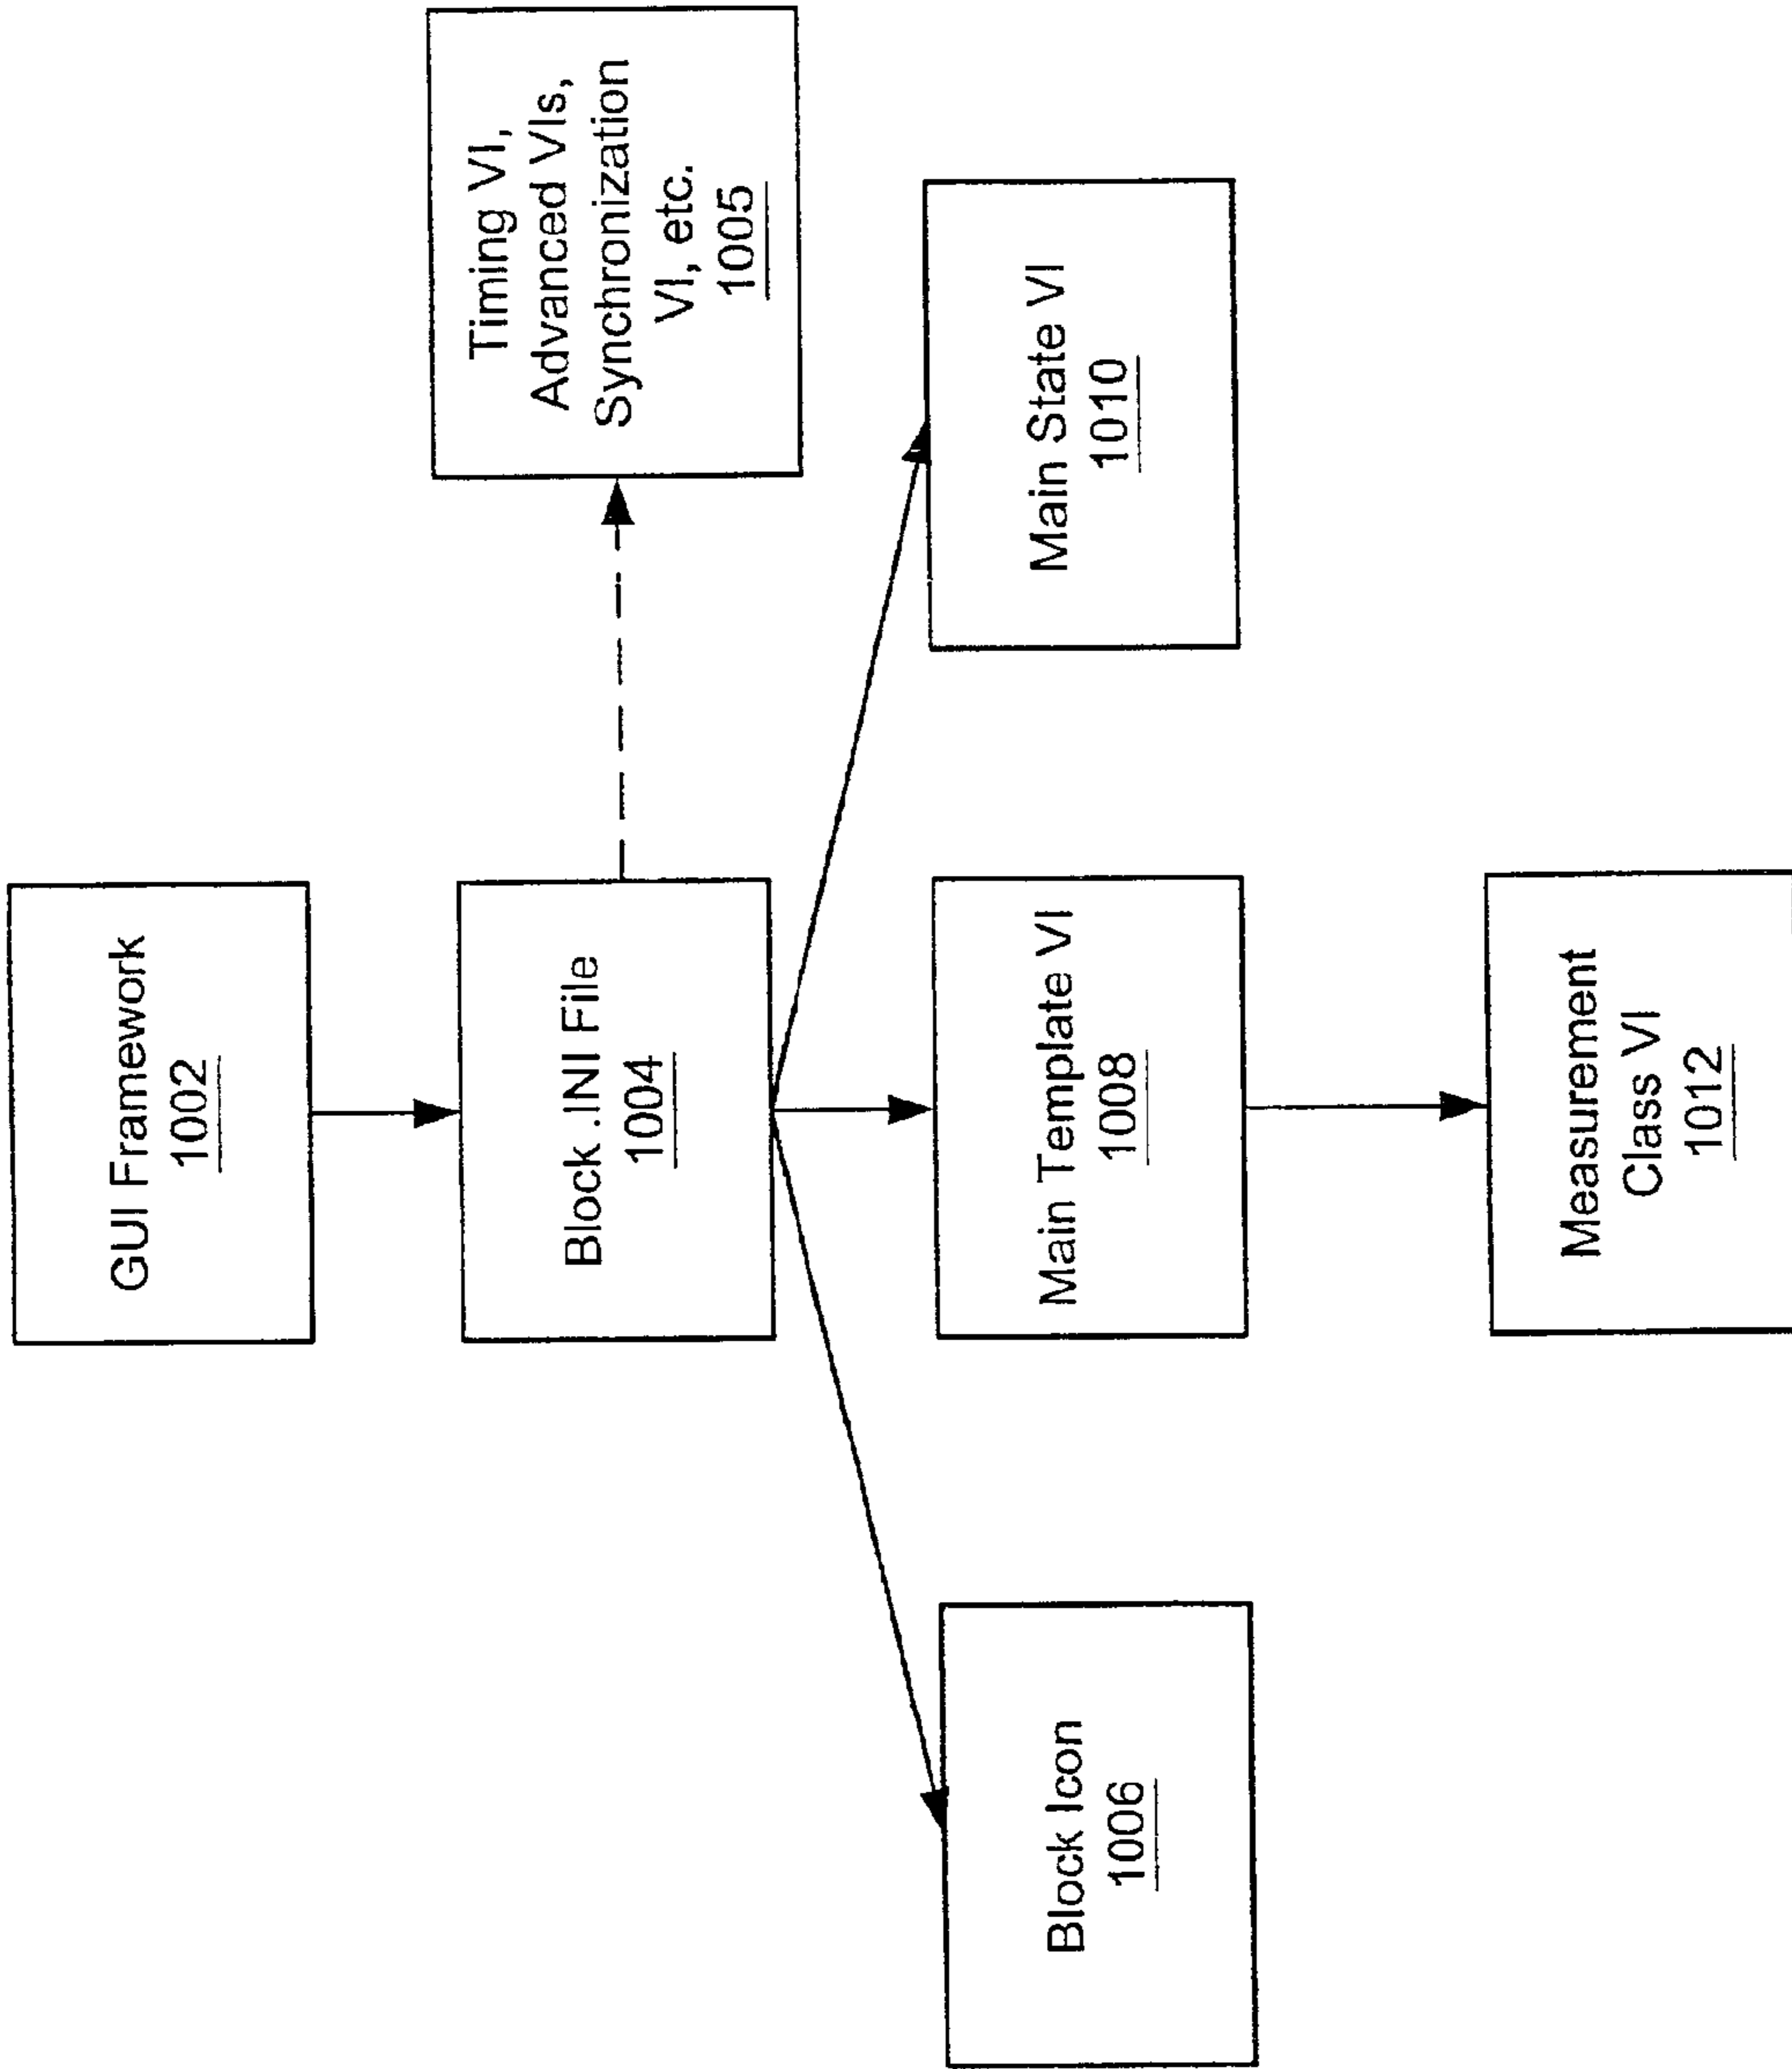 GUI Framework
1002
Block .INI File
1004
Timing VI,
Advanced VIs,
Synchronization
VI, etc.
1005
Block Icon
1006
Main Template VI
1008
Main State VI
1010
Measurement
Class VI
1012